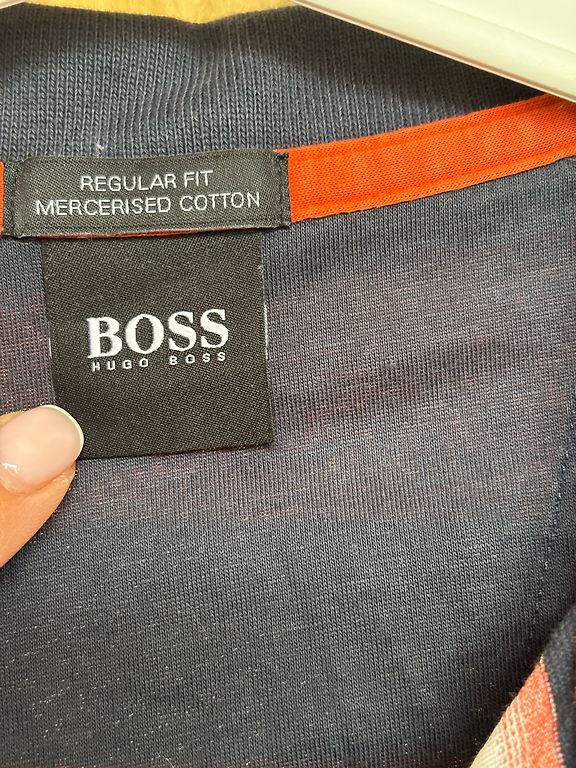 REGULAR FIT
MERCERISED COTTON
BOSS
HUGO BOSS